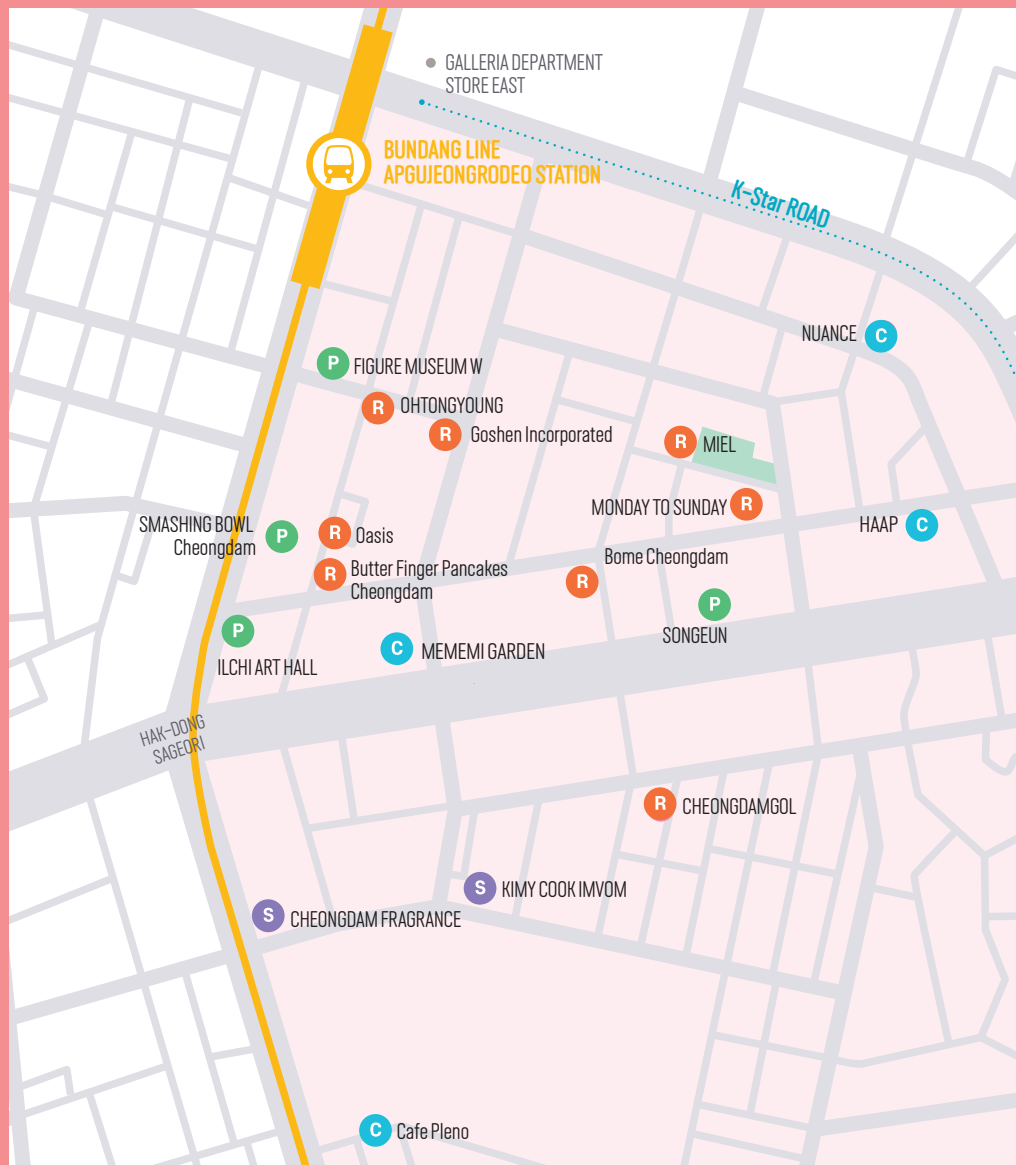 GALLERIA DEPARTMENT
STORE EAST
BUNDANG LINE
APGUJEONGRODEO STATION
K-Star ROAD
NUANCE
C
P
FIGURE MUSEUM W
R
OHTONGYOUNG
R
Goshen Incorporated
R
MIEL
MONDAY TO SUNDAY
R
SMASHING BOWL
Cheongdam
P
R
Oasis
HAAP
C
R
Butter Finger Pancakes
Cheongdam
Bome Cheongdam
R
P
SONGEUN
P
ILCHI ART HALL
C
MEMEMI GARDEN
HAK-DONG
SAGEORI
R
CHEONGDAMGOL
S
KIMY COOK IMVOM
S
CHEONGDAM FRAGRANCE
C
Cafe Pleno